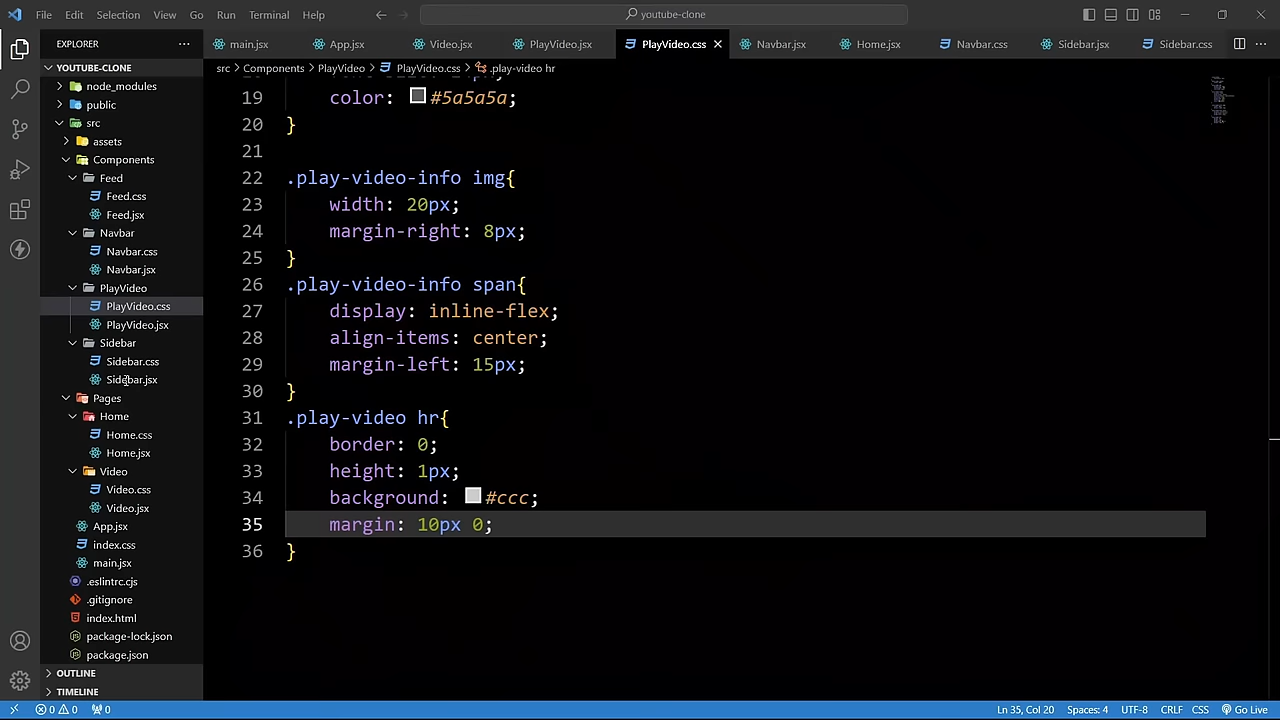 File Edit Selection View Go Run Terminal Help
youtube-clone
EXPLORER
main.jsx App.jsx Video.jsx PlayVideo.jsx PlayVideo.css Navbar.jsx Home.jsx Navbar.css Sidebar.jsx Sidebar.css
src > Components > PlayVideo > PlayVideo.css > .play-video hr
YOUTUBE-CLONE
node_modules
public
src
assets
Components
Feed
Feed.css
Feed.jsx
Navbar
Navbar.css
Navbar.jsx
PlayVideo
PlayVideo.css
PlayVideo.jsx
Sidebar
Sidebar.css
Sidebar.jsx
Pages
Home
Home.css
Home.jsx
Video
Video.css
Video.jsx
App.jsx
index.css
main.jsx
.eslintrc.cjs
.gitignore
index.html
package-lock.json
package.json
OUTLINE
TIMELINE
19 color: #5a5a5a;
20 }
21
22 .play-video-info img{
23 width: 20px;
24 margin-right: 8px;
25 }
26 .play-video-info span{
27 display: inline-flex;
28 align-items: center;
29 margin-left: 15px;
30 }
31 .play-video hr{
32 border: 0;
33 height: 1px;
34 background: #ccc;
35 margin: 10px 0;
36 }
0 0 0 Ln 35, Col 20 Spaces: 4 UTF-8 CRLF CSS Go Live